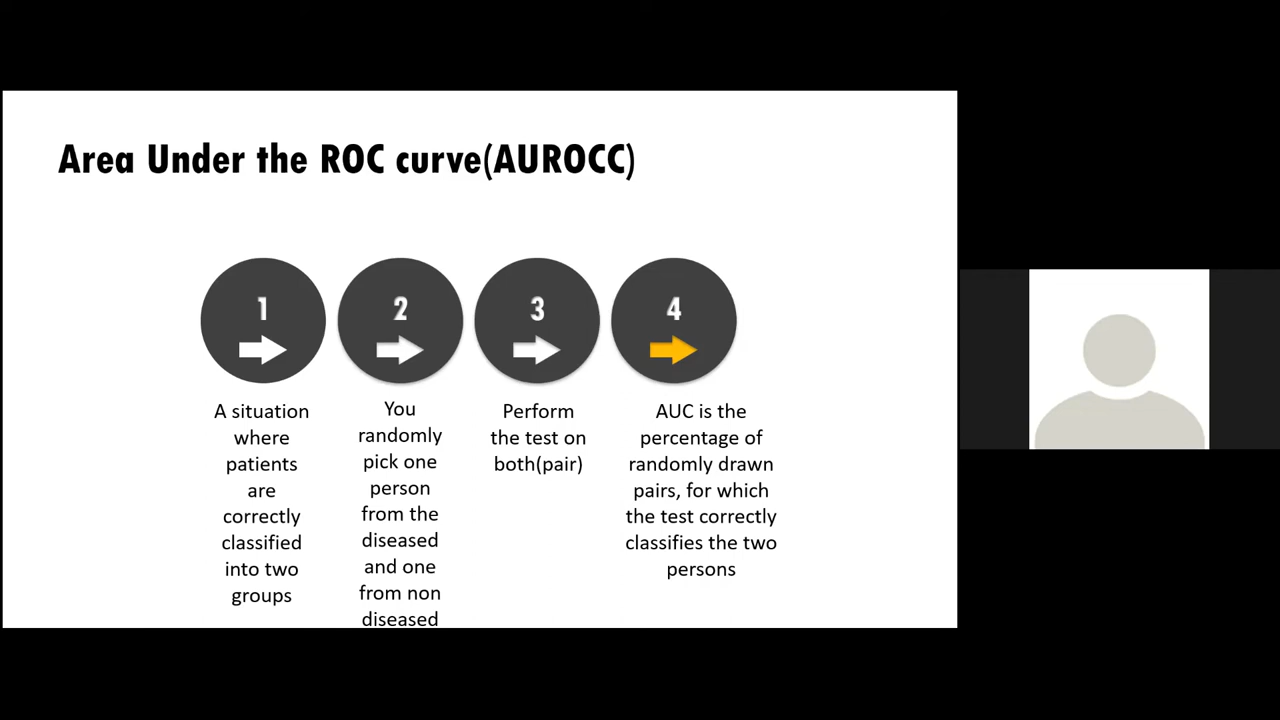 Area Under the ROC curve(AUROCC)
1
A situation
where
patients
are
correctly
classified
into two
groups
2
You
randomly
pick one
person
from the
diseased
and one
from non
diseased
3
Perform
the test on
both(pair)
4
AUC is the
percentage of
randomly drawn
pairs, for which
the test correctly
classifies the two
persons